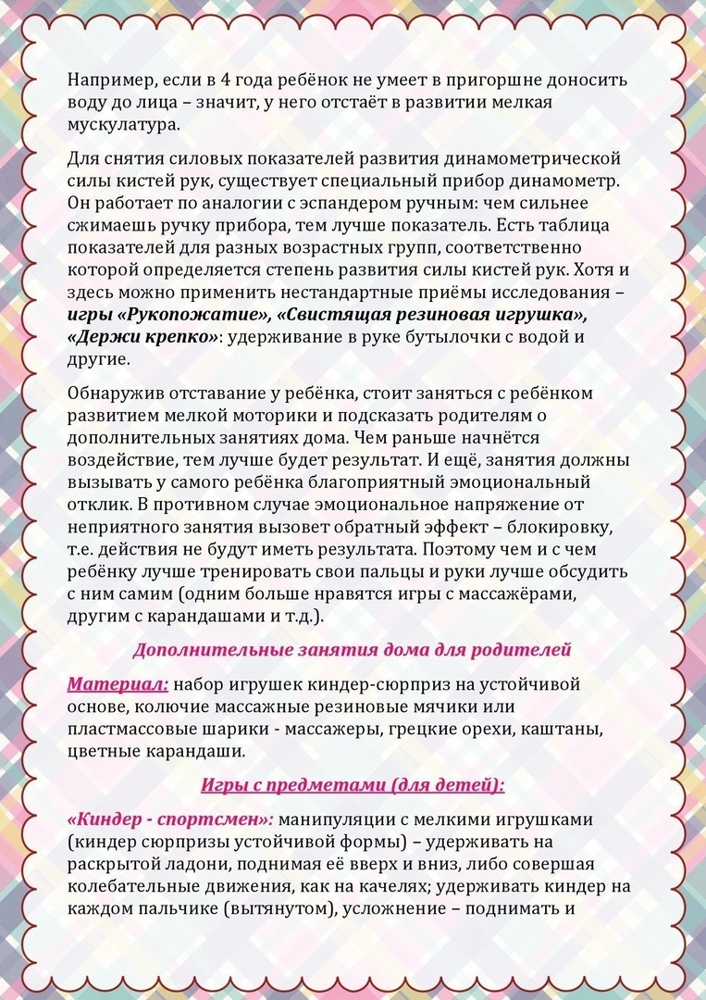 Например, если в 4 года ребёнок не умеет в пригоршне доносить
воду до лица – значит, у него отстаёт в развитии мелкая
мускулатура.
Для снятия силовых показателей развития динамометрической
силы кистей рук, существует специальный прибор динамометр.
Он работает по аналогии с эспандером ручным: чем сильнее
сжимаешь ручку прибора, тем лучше показатель. Есть таблица
показателей для разных возрастных групп, соответственно
которой определяется степень развития силы кистей рук. Хотя и
здесь можно применить нестандартные приёмы исследования –
игры «Рукопожатие», «Свистящая резиновая игрушка»,
«Держи крепко»: удерживание в руке бутылочки с водой и
другие.
Обнаружив отставание у ребёнка, стоит заняться с ребёнком
развитием мелкой моторики и подсказать родителям о
дополнительных занятиях дома. Чем раньше начнётся
воздействие, тем лучше будет результат. И ещё, занятия должны
вызывать у самого ребёнка благоприятный эмоциональный
отклик. В противном случае эмоциональное напряжение от
неприятного занятия вызовет обратный эффект – блокировку,
т.е. действия не будут иметь результата. Поэтому чем и с чем
ребёнку лучше тренировать свои пальцы и руки лучше обсудить
с ним самим (одним больше нравятся игры с массажёрами,
другим с карандашами и т.д.).
Дополнительные занятия дома для родителей
Материал: набор игрушек киндер-сюрприз на устойчивой
основе, колючие массажные резиновые мячики или
пластмассовые шарики - массажеры, грецкие орехи, каштаны,
цветные карандаши.
Игры с предметами (для детей):
«Киндер - спортсмен»: манипуляции с мелкими игрушками
(киндер сюрпризы устойчивой формы) – удерживать на
раскрытой ладони, поднимая её вверх и вниз, либо совершая
колебательные движения, как на качелях; удерживать киндер на
каждом пальчике (вытянутом), усложнение – поднимать и